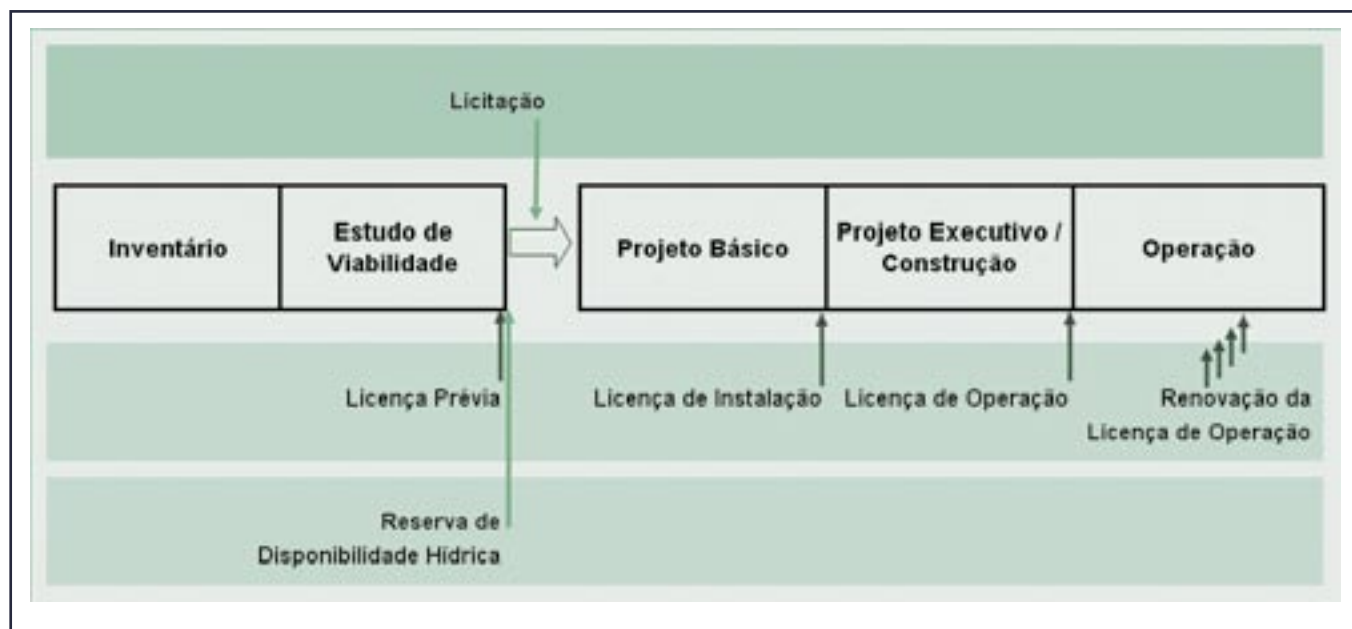 Licitação
Inventário
Estudo de
Viabilidade
Projeto Básico
Projeto Executivo /
Construção
Operação
Licença Prévia
Licença de Instalação
Licença de Operação
Renovação da
Licença de Operação
Reserva de
Disponibilidade Hídrica